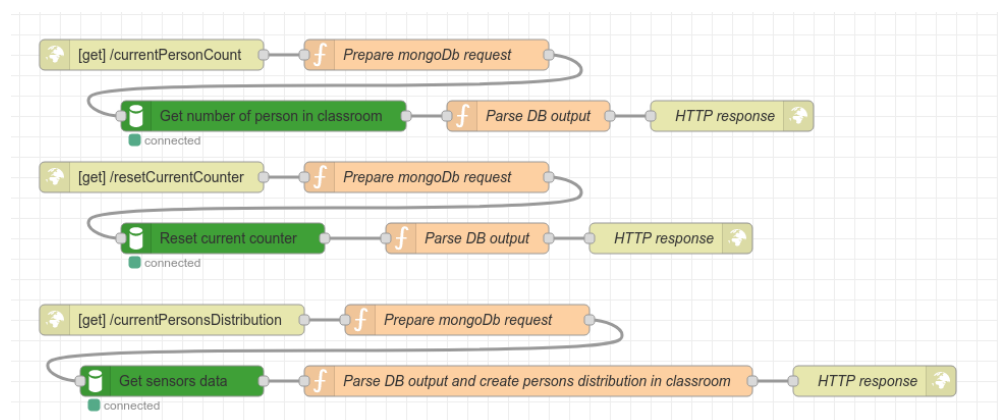 [get] /currentPersonCount
Prepare mongoDb request
Get number of person in classroom
Parse DB output
HTTP response
connected
[get] /resetCurrentCounter
Prepare mongoDb request
Reset current counter
Parse DB output
HTTP response
connected
[get] /currentPersonsDistribution
Prepare mongoDb request
Get sensors data
Parse DB output and create persons distribution in classroom
HTTP response
connected